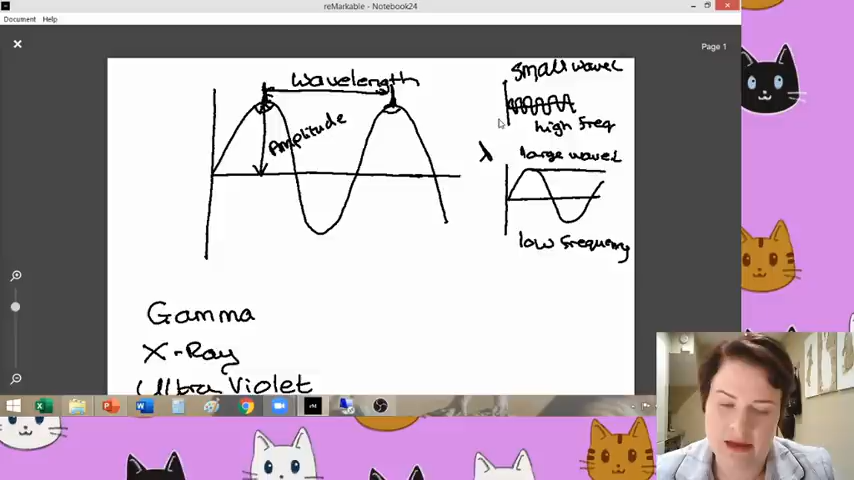 reMarkable - Notebook24
Document Help
Page 1
Wavelength
Amplitude
small wavel
high freq
λ
large wavel
low frequency
Gamma
X-Ray
Ultra Violet